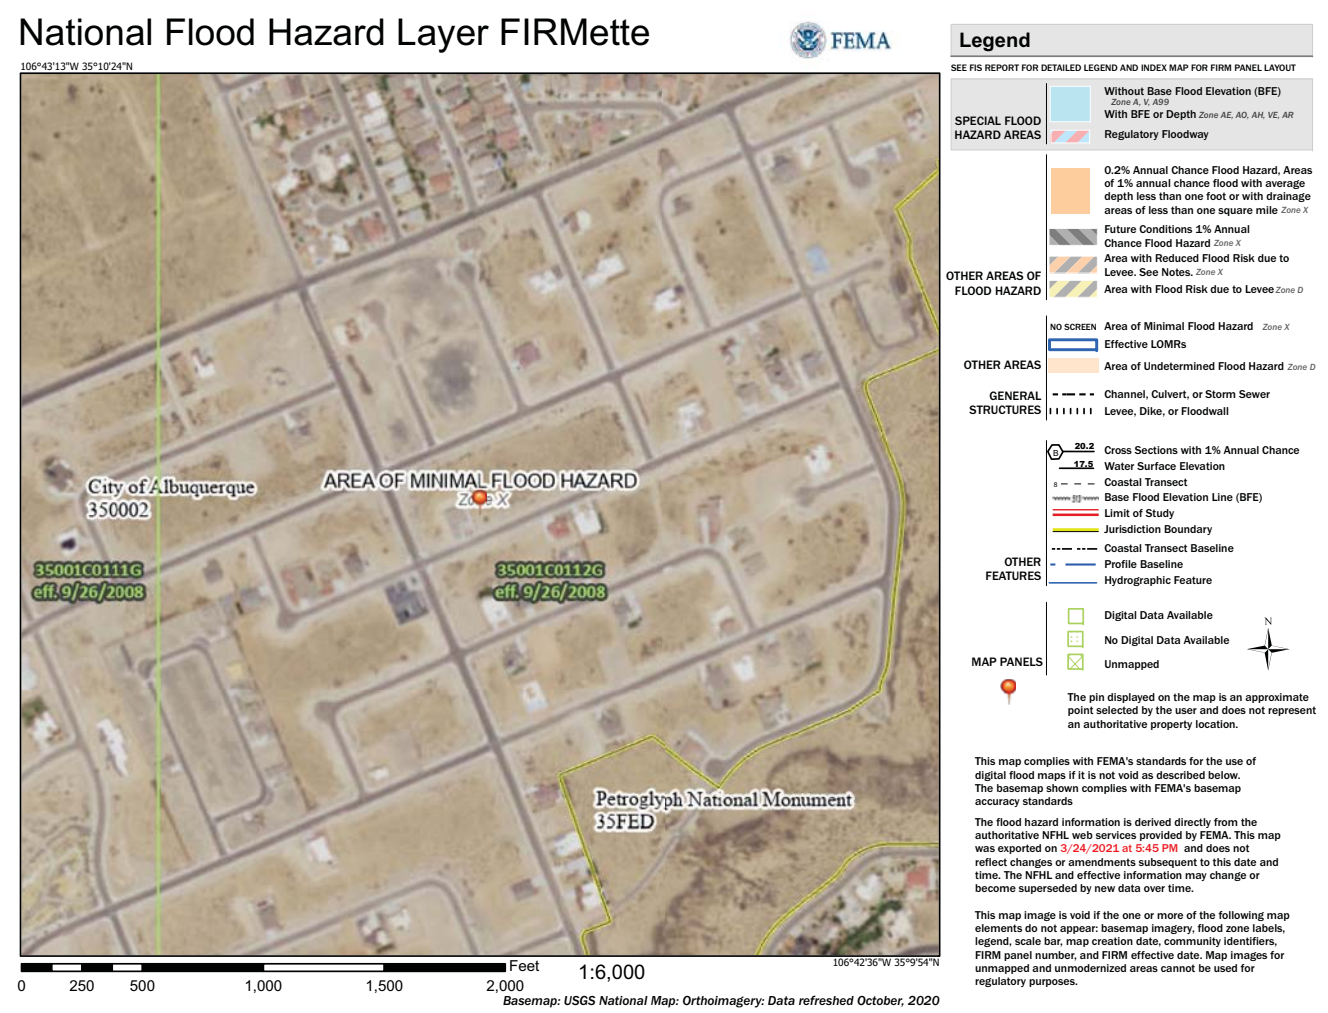 National Flood Hazard Layer FIRMette
FEMA
106°43'13"W 35°10'24"N
City of Albuquerque
350002
AREA OF MINIMAL FLOOD HAZARD
Zone X
35001C0111G
eff. 9/26/2008
35001C0112G
eff. 9/26/2008
Petroglyph National Monument
35FED
106°42'36"W 35°9'54"N
0 250 500 1,000 1,500 2,000
Feet
1:6,000
Basemap: USGS National Map: Orthoimagery: Data refreshed October, 2020
Legend
SEE FIS REPORT FOR DETAILED LEGEND AND INDEX MAP FOR FIRM PANEL LAYOUT
SPECIAL FLOOD
HAZARD AREAS
Without Base Flood Elevation (BFE)
Zone A, V, A99
With BFE or Depth Zone AE, AO, AH, VE, AR
Regulatory Floodway
OTHER AREAS OF
FLOOD HAZARD
0.2% Annual Chance Flood Hazard, Areas
of 1% annual chance flood with average
depth less than one foot or with drainage
areas of less than one square mile Zone X
Future Conditions 1% Annual
Chance Flood Hazard Zone X
Area with Reduced Flood Risk due to
Levee. See Notes. Zone X
Area with Flood Risk due to Levee Zone D
OTHER AREAS
NO SCREEN Area of Minimal Flood Hazard Zone X
Effective LOMRs
Area of Undetermined Flood Hazard Zone D
GENERAL
STRUCTURES
Channel, Culvert, or Storm Sewer
Levee, Dike, or Floodwall
OTHER
FEATURES
B 20.2 Cross Sections with 1% Annual Chance
17.5 Water Surface Elevation
8 Coastal Transect
Base Flood Elevation Line (BFE)
Limit of Study
Jurisdiction Boundary
Coastal Transect Baseline
Profile Baseline
Hydrographic Feature
MAP PANELS
Digital Data Available
No Digital Data Available
Unmapped
N
The pin displayed on the map is an approximate
point selected by the user and does not represent
an authoritative property location.
This map complies with FEMA's standards for the use of
digital flood maps if it is not void as described below.
The basemap shown complies with FEMA's basemap
accuracy standards
The flood hazard information is derived directly from the
authoritative NFHL web services provided by FEMA. This map
was exported on 3/24/2021 at 5:45 PM and does not
reflect changes or amendments subsequent to this date and
time. The NFHL and effective information may change or
become superseded by new data over time.
This map image is void if the one or more of the following map
elements do not appear: basemap imagery, flood zone labels,
legend, scale bar, map creation date, community identifiers,
FIRM panel number, and FIRM effective date. Map images for
unmapped and unmodernized areas cannot be used for
regulatory purposes.